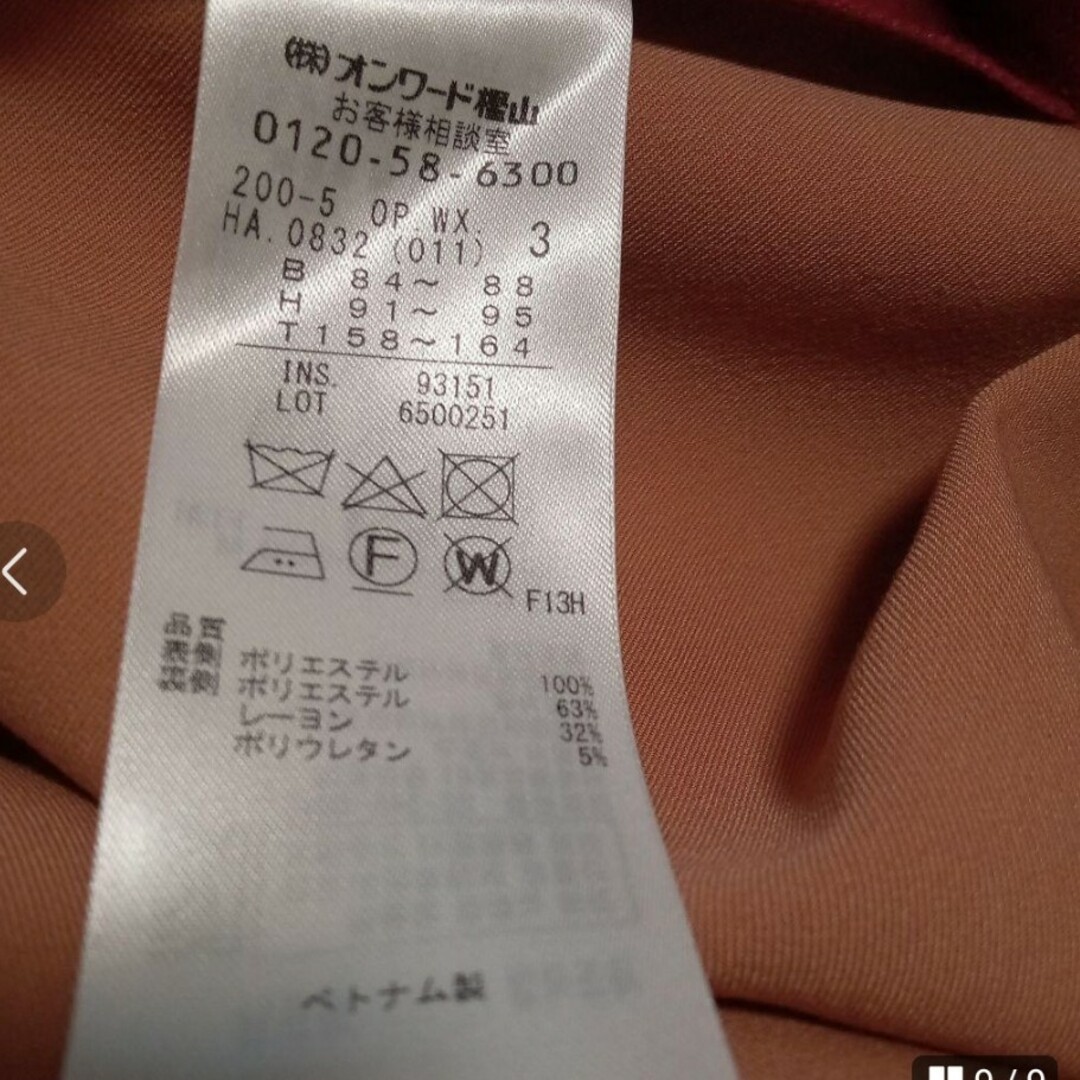 (株)オンワード樫山
お客様相談室
0120-58-6300
200-5 OP.WX. 3
HA.0832 (011)
B 84~ 88
H 91~ 95
T158~164
INS. 93151
LOT 6500251
F
W
F13H
品質
表側 ポリエステル 100%
裏側 ポリエステル 63%
レーヨン 32%
ポリウレタン 5%
ベトナム製
9/9